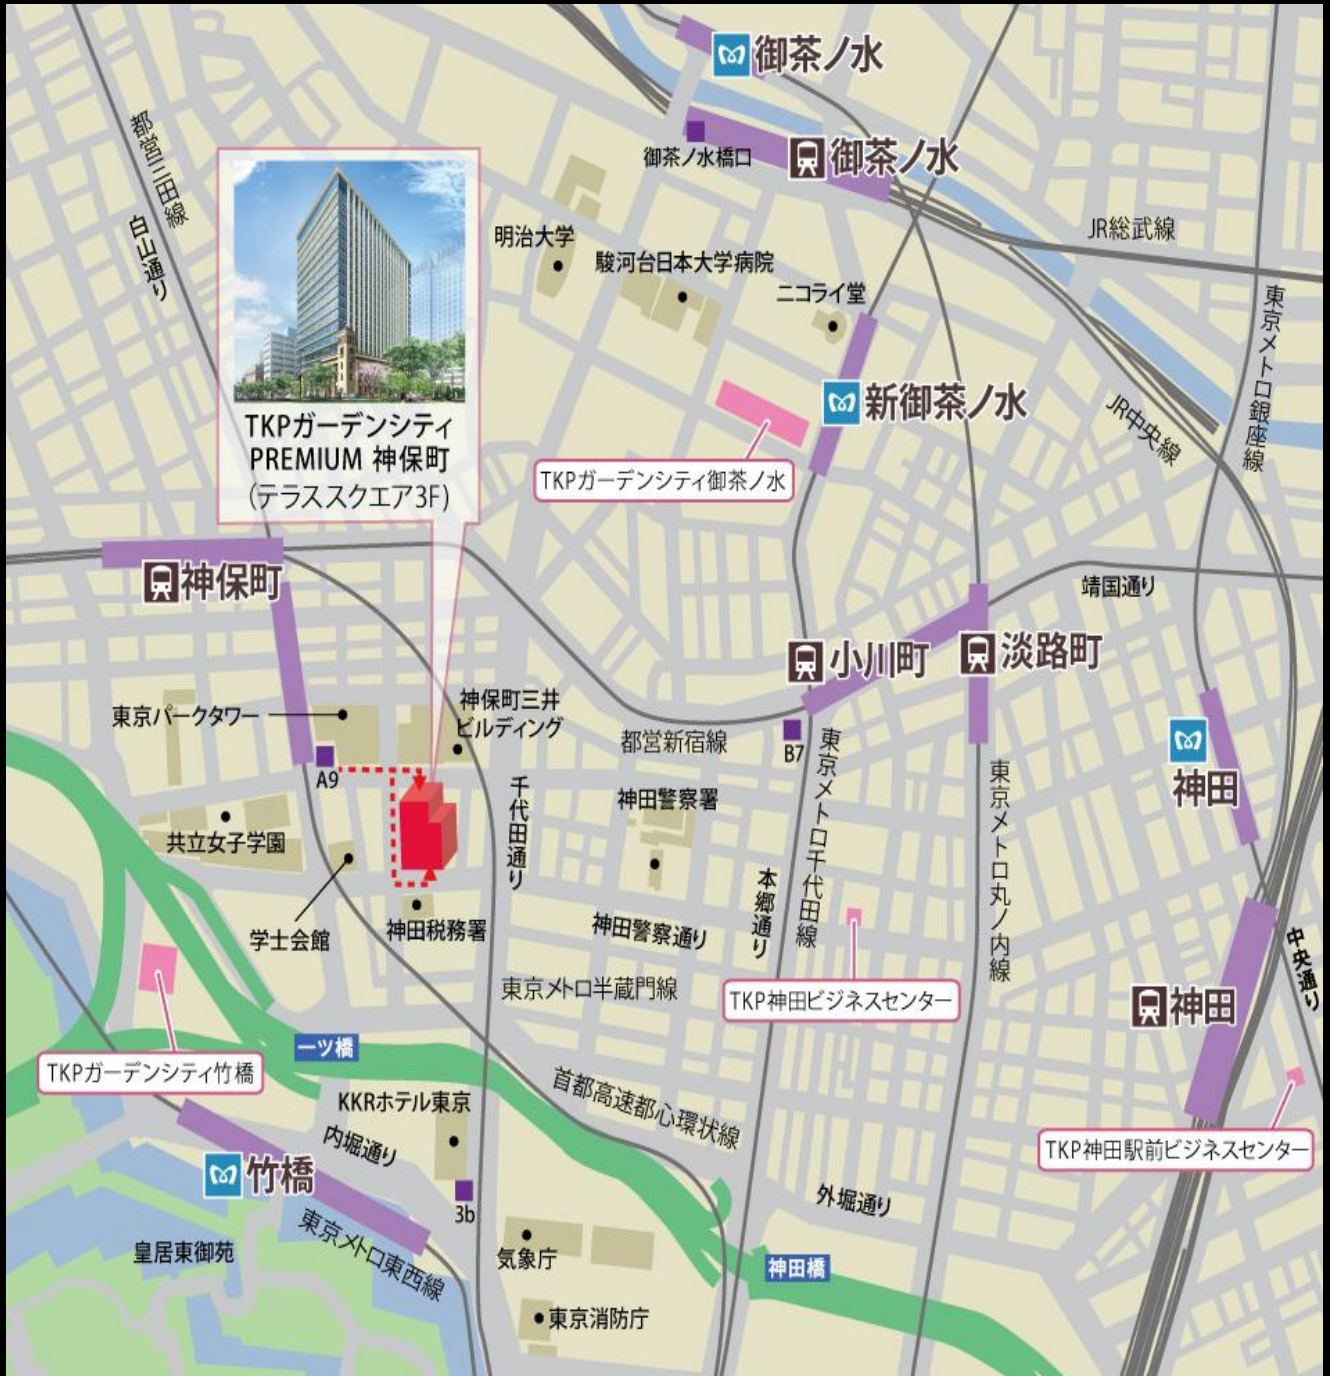 御茶ノ水
御茶ノ水橋口
御茶ノ水
都営三田線
白山通り
JR総武線
明治大学
駿河台日本大学病院
ニコライ堂
東京メトロ銀座線
新御茶ノ水
JR中央線
TKPガーデンシティ
PREMIUM 神保町
(テラススクエア3F)
TKPガーデンシティ御茶ノ水
神保町
靖国通り
小川町
淡路町
東京パークタワー
神保町三井
ビルディング
都営新宿線
B7
A9
東京メトロ千代田線
東京メトロ丸ノ内線
神田
千代田通り
神田警察署
共立女子学園
本郷通り
学士会館
神田税務署
神田警察通り
中央通り
東京メトロ半蔵門線
TKP神田ビジネスセンター
神田
一ツ橋
TKPガーデンシティ竹橋
KKRホテル東京
首都高速都心環状線
内堀通り
TKP神田駅前ビジネスセンター
竹橋
3b
外堀通り
東京メトロ東西線
皇居東御苑
気象庁
神田橋
東京消防庁